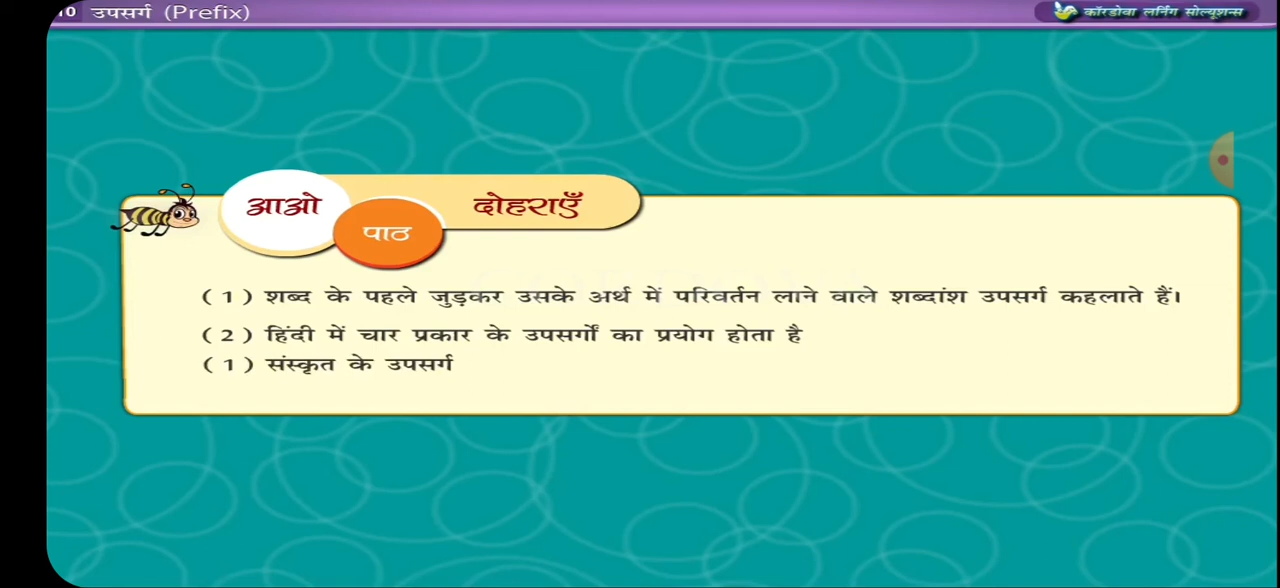 10 उपसर्ग (Prefix)
कॉरडोवा लर्निंग सोल्यूशन्स
आओ पाठ दोहराएँ
(1) शब्द के पहले जुड़कर उसके अर्थ में परिवर्तन लाने वाले शब्दांश उपसर्ग कहलाते हैं।
(2) हिंदी में चार प्रकार के उपसर्गों का प्रयोग होता है
(1) संस्कृत के उपसर्ग